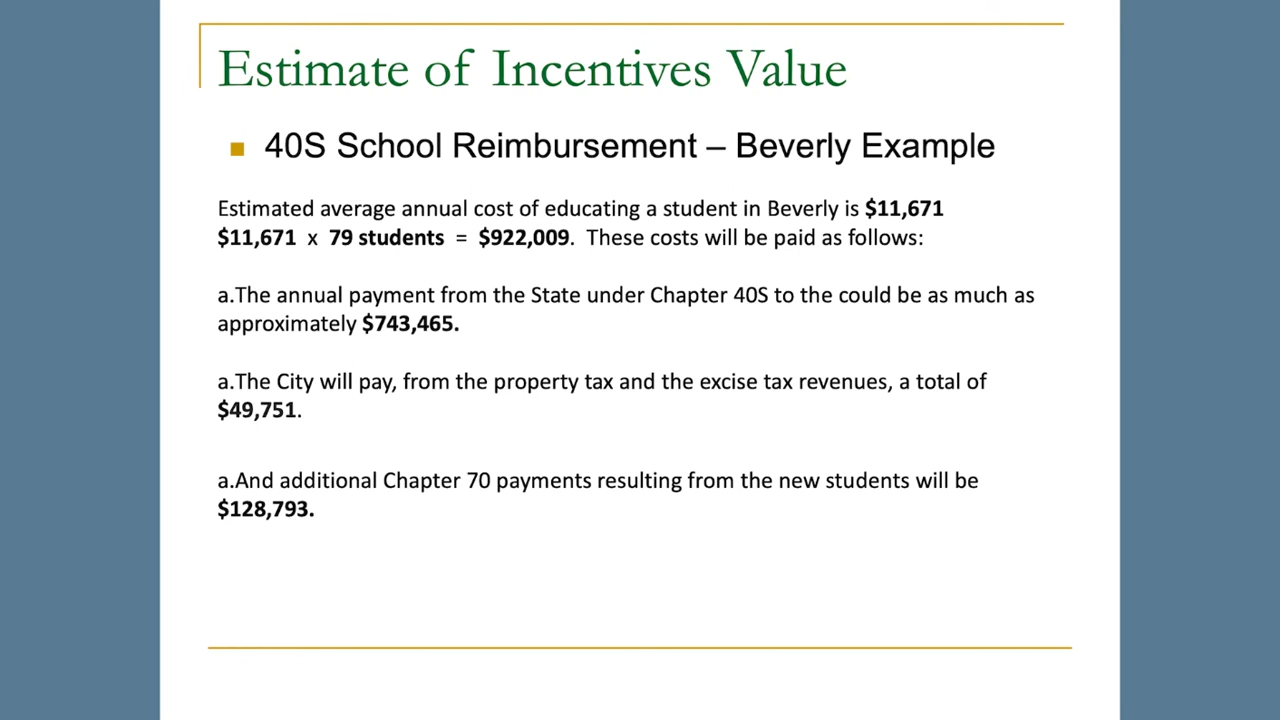 Estimate of Incentives Value
40S School Reimbursement – Beverly Example
Estimated average annual cost of educating a student in Beverly is $11,671
$11,671 x 79 students = $922,009. These costs will be paid as follows:
a.The annual payment from the State under Chapter 40S to the could be as much as
approximately $743,465.
a.The City will pay, from the property tax and the excise tax revenues, a total of
$49,751.
a.And additional Chapter 70 payments resulting from the new students will be
$128,793.